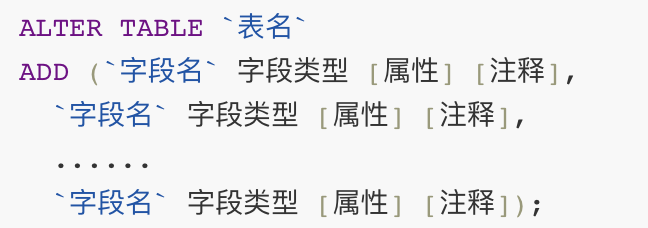 ALTER TABLE `表名`
ADD (`字段名` 字段类型 [属性] [注释],
`字段名` 字段类型 [属性] [注释],
......
`字段名` 字段类型 [属性] [注释]);